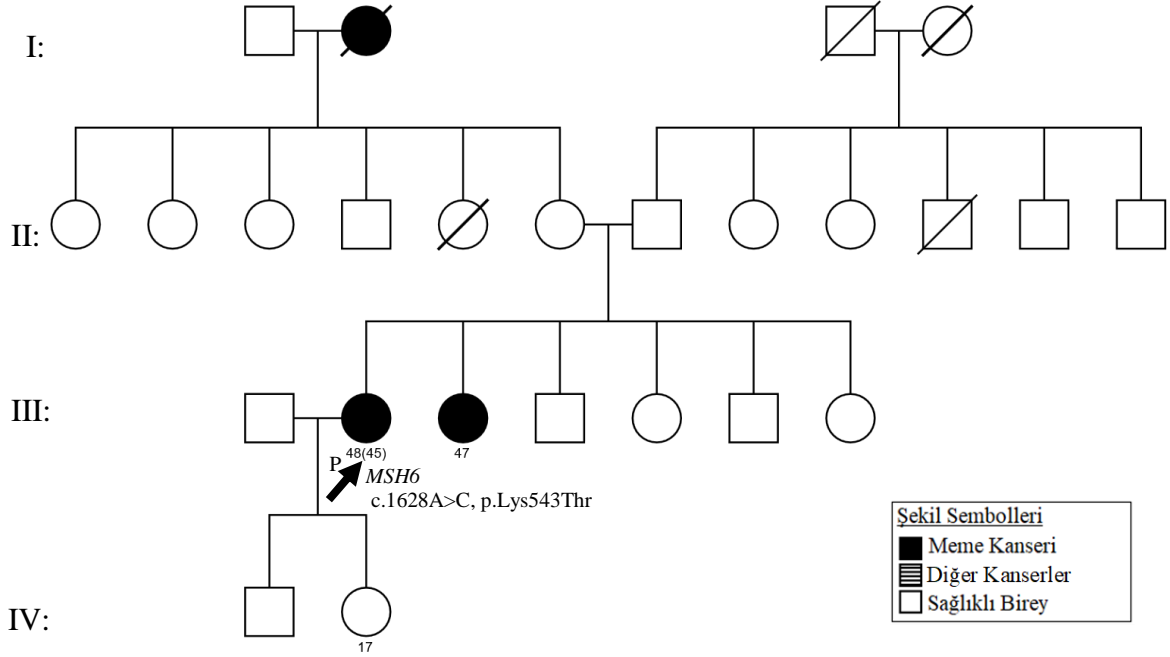 I:
II:
III:
P
48(45)
47
MSH6
c.1628A>C, p.Lys543Thr
Şekil Sembolleri
Meme Kanseri
Diğer Kanserler
Sağlıklı Birey
IV:
17